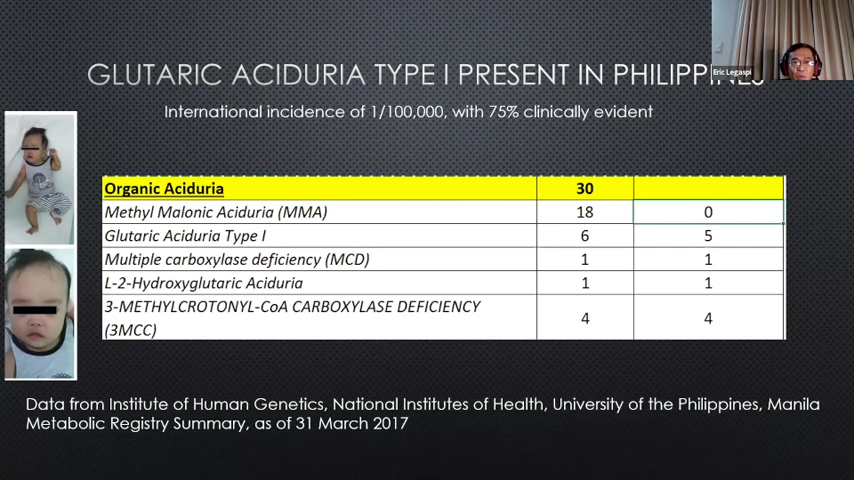 GLUTARIC ACIDURIA TYPE I PRESENT IN PHILIPPINES
Eric Legaspi
International incidence of 1/100,000, with 75% clinically evident
Organic Aciduria 30
Methyl Malonic Aciduria (MMA) 18 0
Glutaric Aciduria Type I 6 5
Multiple carboxylase deficiency (MCD) 1 1
L-2-Hydroxyglutaric Aciduria 1 1
3-METHYLCROTONYL-CoA CARBOXYLASE DEFICIENCY
(3MCC) 4 4
Data from Institute of Human Genetics, National Institutes of Health, University of the Philippines, Manila
Metabolic Registry Summary, as of 31 March 2017